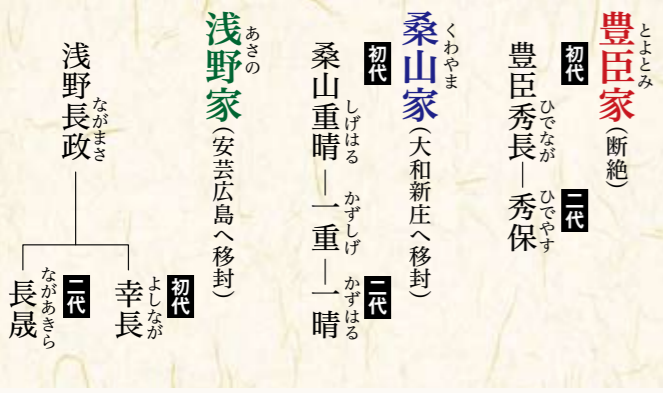 とよとみ
豊臣家（断絶）
初代 二代
ひでなが ひでやす
豊臣秀長―秀保
くわやま
桑山家（大和新庄へ移封）
初代 二代
しげはる かずしげ かずはる
桑山重晴―一重―一晴
あさの
浅野家（安芸広島へ移封）
ながまさ
浅野長政
初代
よしなが
幸長
二代
ながあきら
長晟